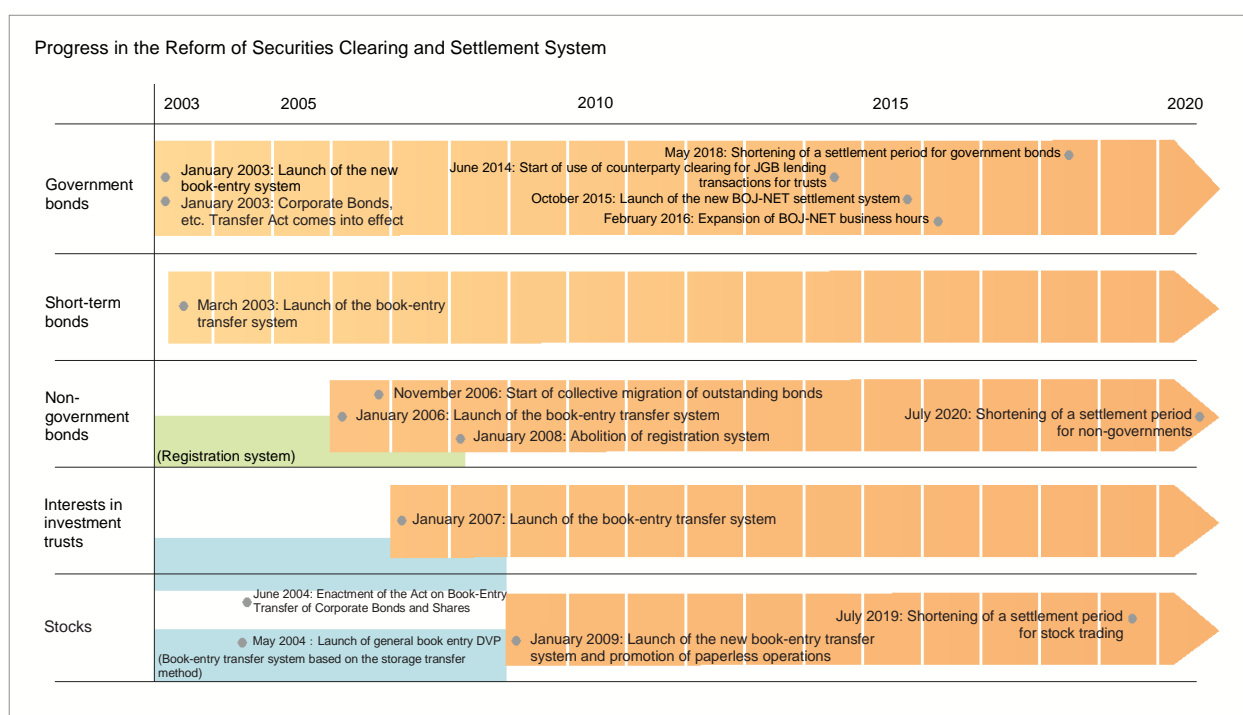 Progress in the Reform of Securities Clearing and Settlement System
2003 2005 2010 2015 2020
Government
bonds
January 2003: Launch of the new
book-entry system
January 2003: Corporate Bonds,
etc. Transfer Act comes into effect
May 2018: Shortening of a settlement period for government bonds
June 2014: Start of use of counterparty clearing for JGB lending
transactions for trusts
October 2015: Launch of the new BOJ-NET settlement system
February 2016: Expansion of BOJ-NET business hours
Short-term
bonds
March 2003: Launch of the book-entry
transfer system
Non-
government
bonds
November 2006: Start of collective migration of outstanding bonds
January 2006: Launch of the book-entry transfer system
January 2008: Abolition of registration system
July 2020: Shortening of a settlement period
for non-governments
(Registration system)
Interests in
investment
trusts
January 2007: Launch of the book-entry transfer system
Stocks
June 2004: Enactment of the Act on Book-Entry
Transfer of Corporate Bonds and Shares
May 2004 : Launch of general book entry DVP
(Book-entry transfer system based on the storage transfer
method)
January 2009: Launch of the new book-entry transfer
system and promotion of paperless operations
July 2019: Shortening of a settlement period
for stock trading